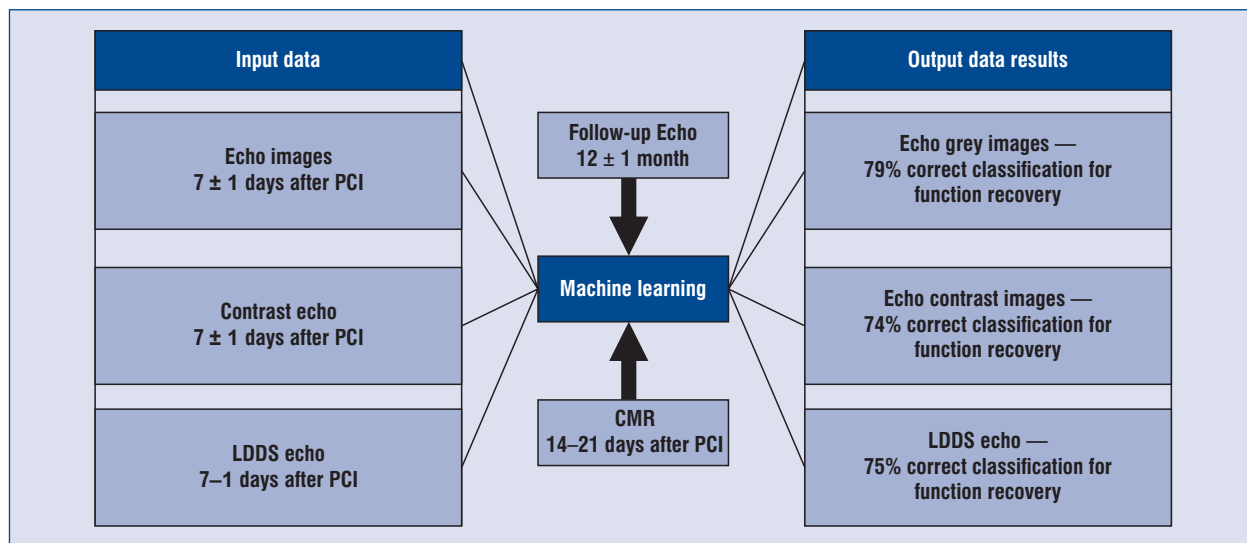 Input data
Echo images
7 ± 1 days after PCI
Contrast echo
7 ± 1 days after PCI
LDDS echo
7–1 days after PCI
Follow-up Echo
12 ± 1 month
Machine learning
CMR
14–21 days after PCI
Output data results
Echo grey images —
79% correct classification for
function recovery
Echo contrast images —
74% correct classification for
function recovery
LDDS echo —
75% correct classification for
function recovery